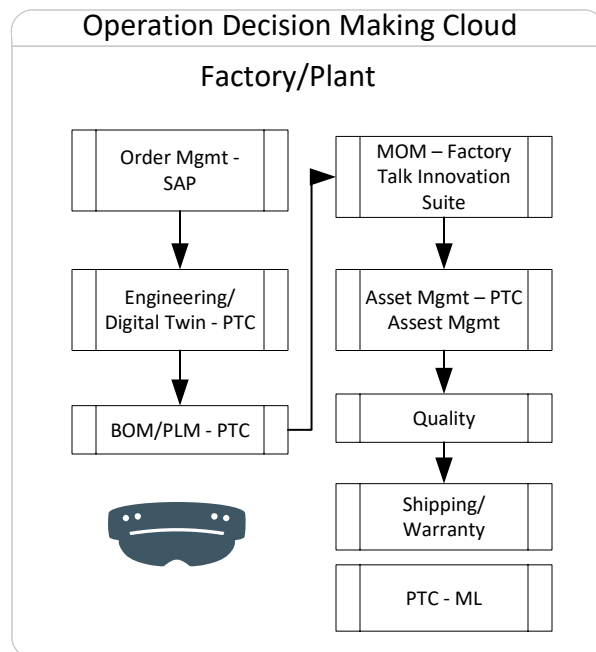 Operation Decision Making Cloud
Factory/Plant
Order Mgmt -
SAP
Engineering/
Digital Twin - PTC
BOM/PLM - PTC
MOM – Factory
Talk Innovation
Suite
Asset Mgmt – PTC
Assest Mgmt
Quality
Shipping/
Warranty
PTC - ML